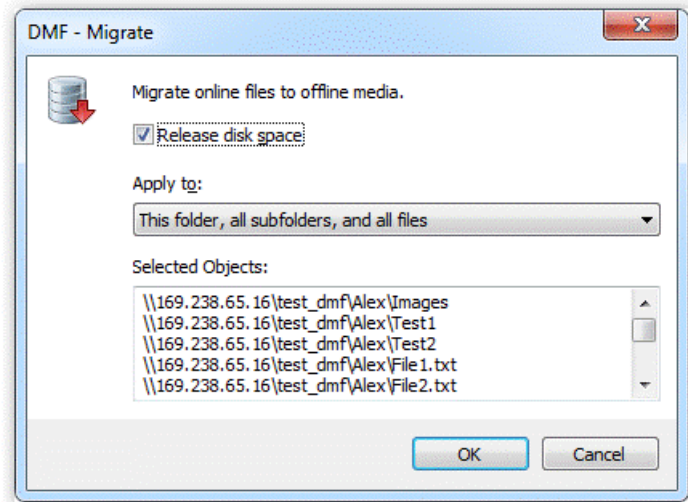 DMF - Migrate
Migrate online files to offline media.
Release disk space
Apply to:
This folder, all subfolders, and all files
Selected Objects:
\\169.238.65.16\test_dmf\Alex\Images
\\169.238.65.16\test_dmf\Alex\Test1
\\169.238.65.16\test_dmf\Alex\Test2
\\169.238.65.16\test_dmf\Alex\File1.txt
\\169.238.65.16\test_dmf\Alex\File2.txt
OK Cancel